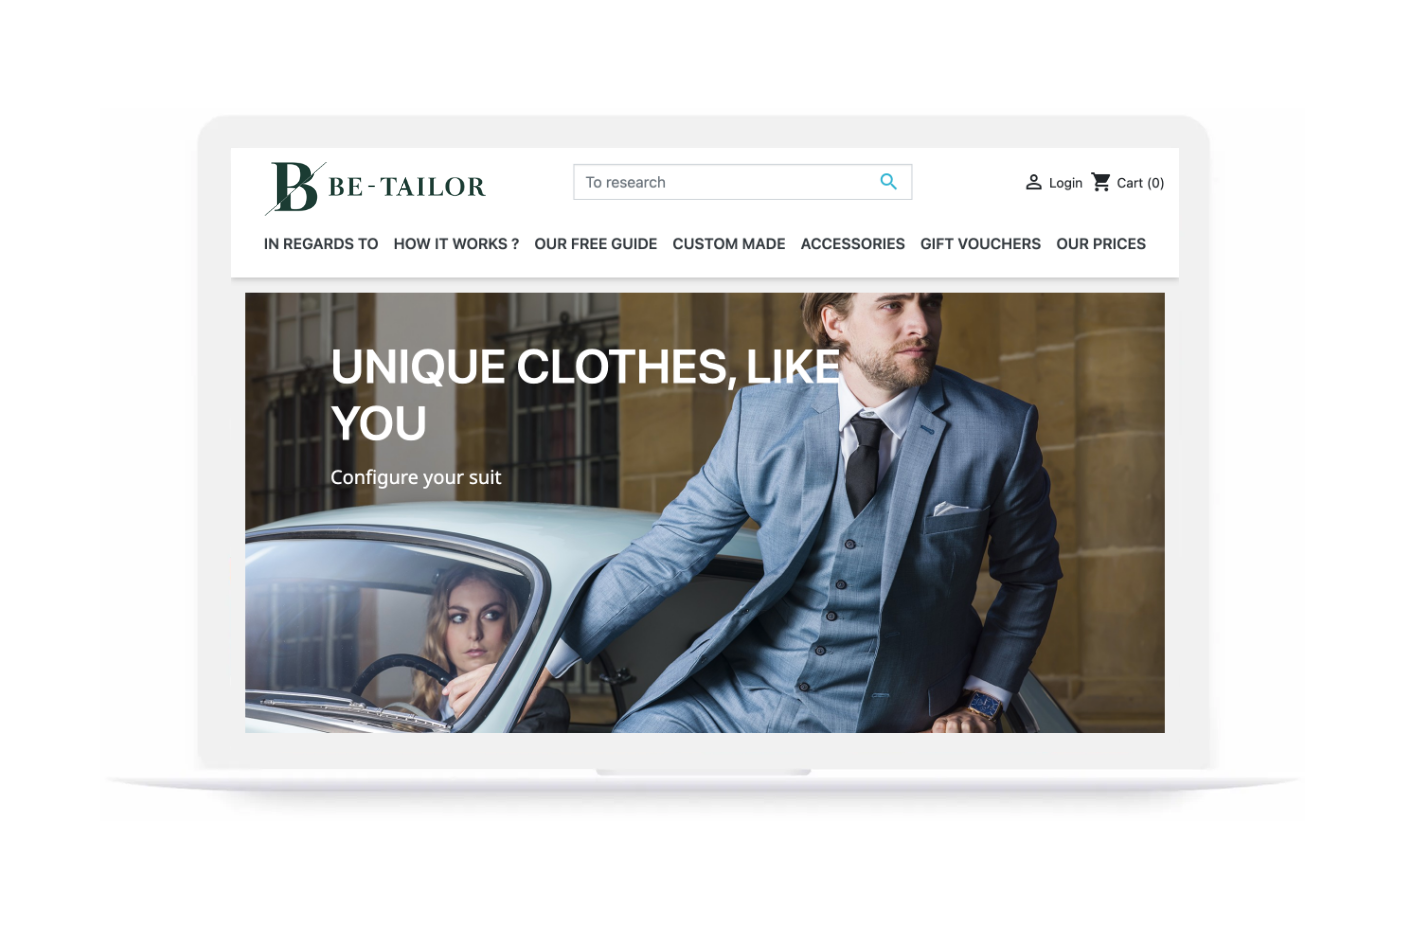 B BE-TAILOR
To research
Login Cart (0)
IN REGARDS TO HOW IT WORKS ? OUR FREE GUIDE CUSTOM MADE ACCESSORIES GIFT VOUCHERS OUR PRICES
UNIQUE CLOTHES, LIKE
YOU
Configure your suit